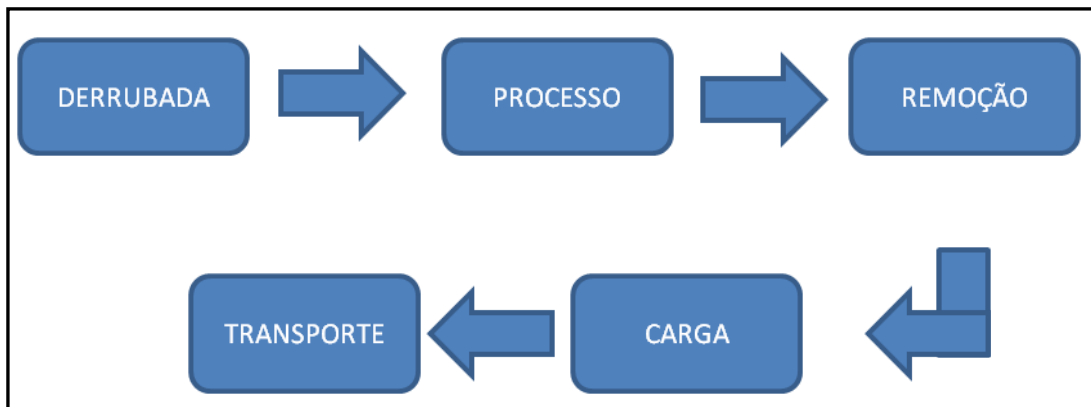 DERRUBADA
PROCESSO
REMOÇÃO
CARGA
TRANSPORTE